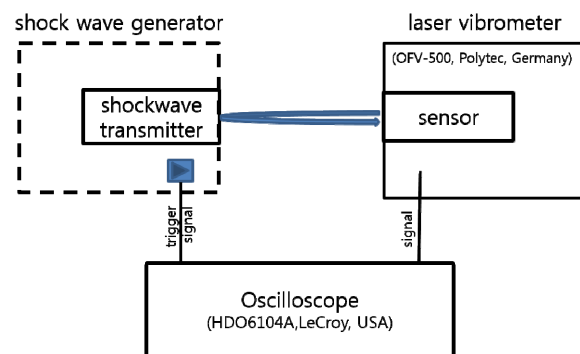 shock wave generator
laser vibrometer
(OFV-500, Polytec, Germany)
shockwave
transmitter
sensor
trigger
signal
signal
Oscilloscope
(HDO6104A,LeCroy, USA)